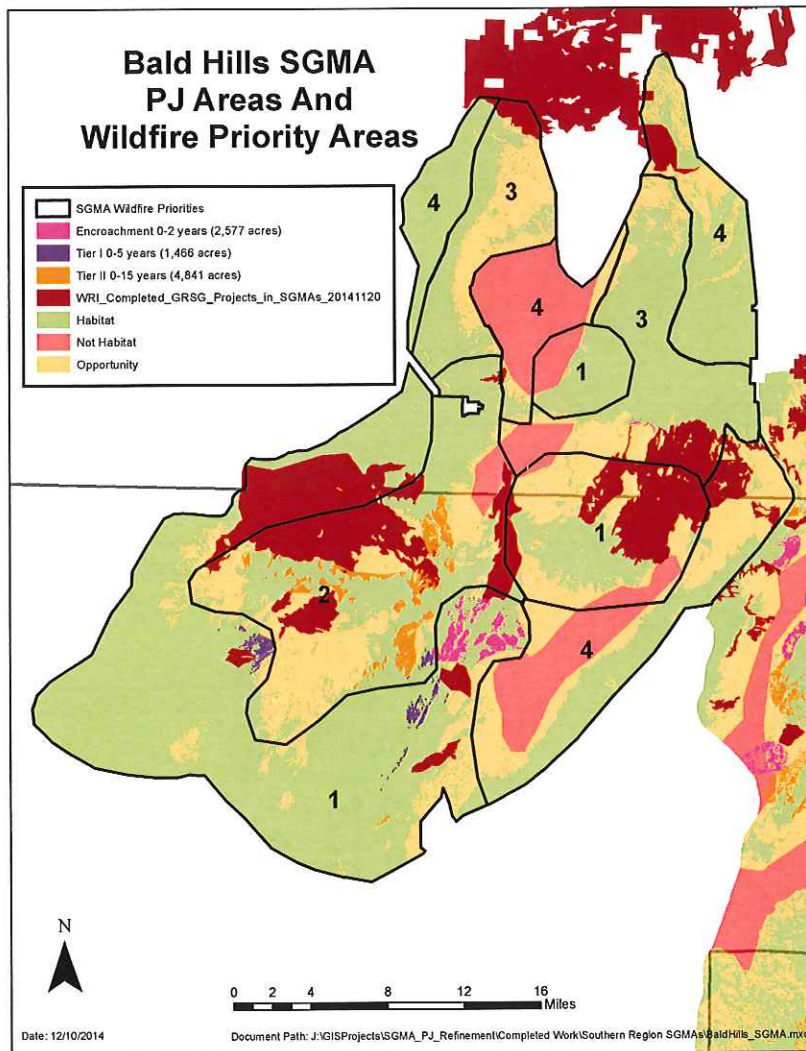 Bald Hills SGMA
PJ Areas And
Wildfire Priority Areas
SGMA Wildfire Priorities
Encroachment 0-2 years (2,577 acres)
Tier I 0-5 years (1,466 acres)
Tier II 0-15 years (4,841 acres)
WRI_Completed_GRSG_Projects_in_SGMAs_20141120
Habitat
Not Habitat
Opportunity
4
3
4
4
3
1
1
2
4
1
N
0 4 8 12 16
Miles
Date: 12/10/2014
Document Path: J:\GISProjects\SGMA_PJ_Refinement\Completed Work\Southern Region SGMAs\BaldHills_SGMA.mxd